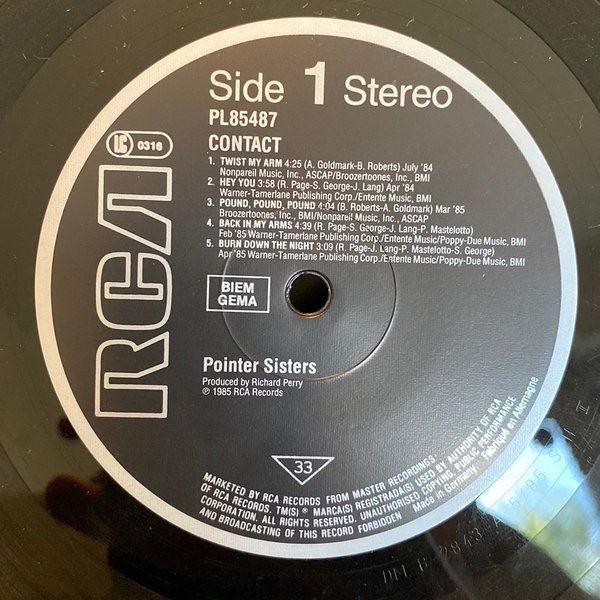 Side 1 Stereo
PL85487
CONTACT
LC 0316
1. TWIST MY ARM 4:25 (A. Goldmark-B. Roberts) July '84
Nonpareil Music, Inc., ASCAP/Broozertoones, Inc., BMI
2. HEY YOU 3:58 (R. Page-S. George-J. Lang) Apr '84
Warner-Tamerlane Publishing Corp./Entente Music, BMI
3. POUND, POUND, POUND 4:04 (B. Roberts-A. Goldmark) Mar '85
Broozertoones, Inc., BMI/Nonpareil Music, Inc., ASCAP
4. BACK IN MY ARMS 4:39 (R. Page-S. George-J. Lang-P. Mastelotto)
Feb '85 Warner-Tamerlane Publishing Corp./Entente Music/Poppy-Due Music, BMI
5. BURN DOWN THE NIGHT 3:09 (R. Page-J. Lang-P. Mastelotto-S. George)
Apr '85 Warner-Tamerlane Publishing Corp./Entente Music/Poppy-Due Music, BMI
RCA
BIEM
GEMA
Pointer Sisters
Produced by Richard Perry
℗ 1985 RCA Records
33
MARKETED BY RCA RECORDS FROM MASTER RECORDINGS
OF RCA RECORDS. TM(S) ® MARCA(S) REGISTRADA(S) USED BY AUTHORITY OF RCA
CORPORATION. ALL RIGHTS RESERVED. UNAUTHORISED COPYING, PUBLIC PERFORMANCE
AND BROADCASTING OF THIS RECORD FORBIDDEN
Made in Germany. Fabriqué en Allemagne